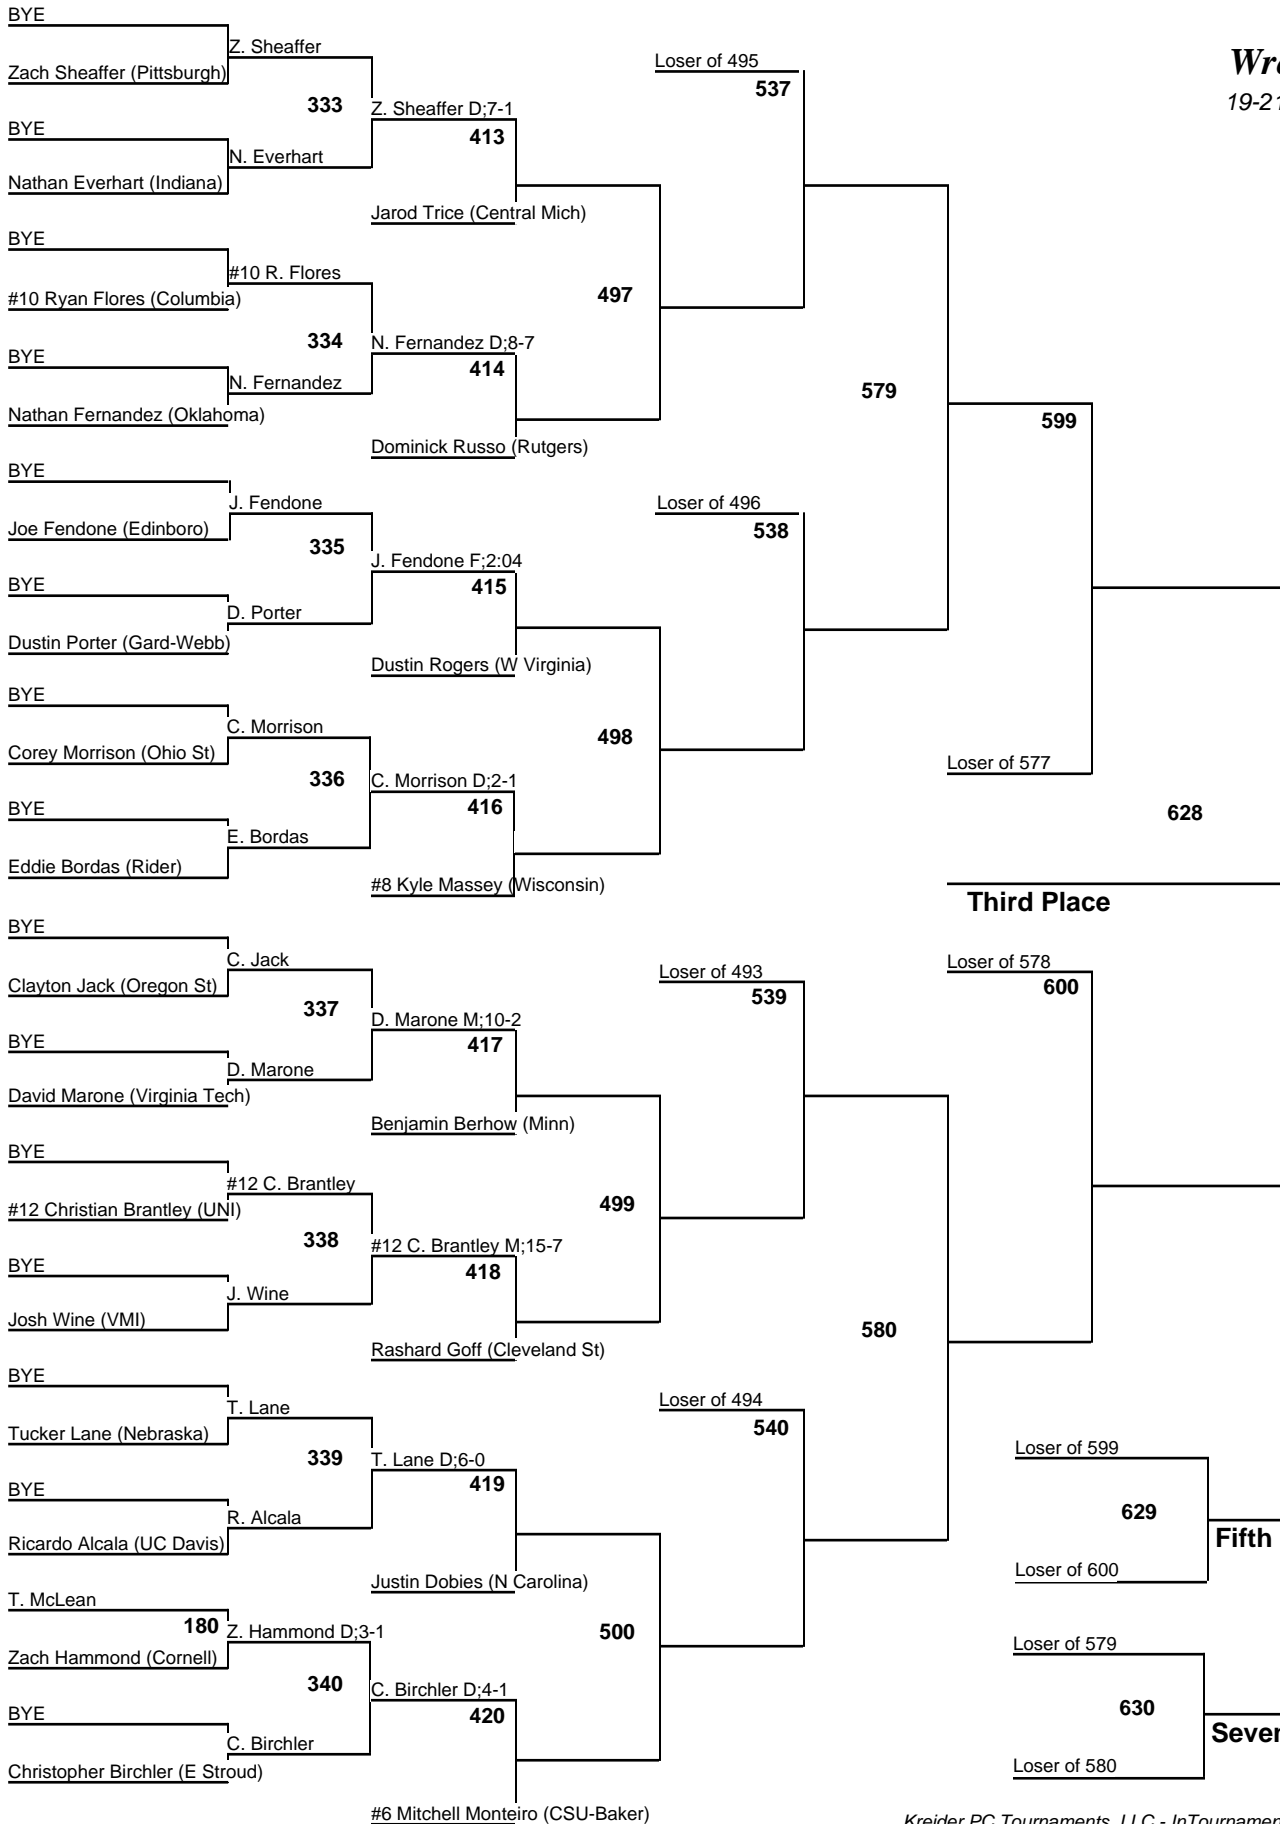 BYE
Z. Sheaffer
Loser of 495
Zach Sheaffer (Pittsburgh)
537
19-21
333
Z. Sheaffer D;7-1
BYE
413
N. Everhart
Nathan Everhart (Indiana)
Jarod Trice (Central Mich)
BYE
#10 R. Flores
#10 Ryan Flores (Columbia)
497
334
N. Fernandez D;8-7
BYE
414
N. Fernandez
579
Nathan Fernandez (Oklahoma)
599
Dominick Russo (Rutgers)
BYE
J. Fendone
Loser of 496
Joe Fendone (Edinboro)
538
335
J. Fendone F;2:04
BYE
415
D. Porter
Dustin Porter (Gard-Webb)
Dustin Rogers (W Virginia)
BYE
C. Morrison
498
Corey Morrison (Ohio St)
Loser of 577
336
C. Morrison D;2-1
BYE
416
628
E. Bordas
Eddie Bordas (Rider)
#8 Kyle Massey (Wisconsin)
Third Place
BYE
C. Jack
Loser of 578
Loser of 493
Clayton Jack (Oregon St)
600
539
337
D. Marone M;10-2
BYE
417
D. Marone
David Marone (Virginia Tech)
Benjamin Berhow (Minn)
BYE
#12 C. Brantley
#12 Christian Brantley (UNI)
499
338
#12 C. Brantley M;15-7
BYE
418
J. Wine
Josh Wine (VMI)
580
Rashard Goff (Cleveland St)
BYE
T. Lane
Loser of 494
Tucker Lane (Nebraska)
540
Loser of 599
339
T. Lane D;6-0
BYE
419
629
R. Alcala
Ricardo Alcala (UC Davis)
Fifth
Loser of 600
Justin Dobies (N Carolina)
T. McLean
180
Z. Hammond D;3-1
500
Loser of 579
Zach Hammond (Cornell)
340
C. Birchler D;4-1
BYE
420
630
C. Birchler
Christopher Birchler (E Stroud)
Loser of 580
#6 Mitchell Monteiro (CSU-Baker)
Kreider PC Tournaments, LLC -